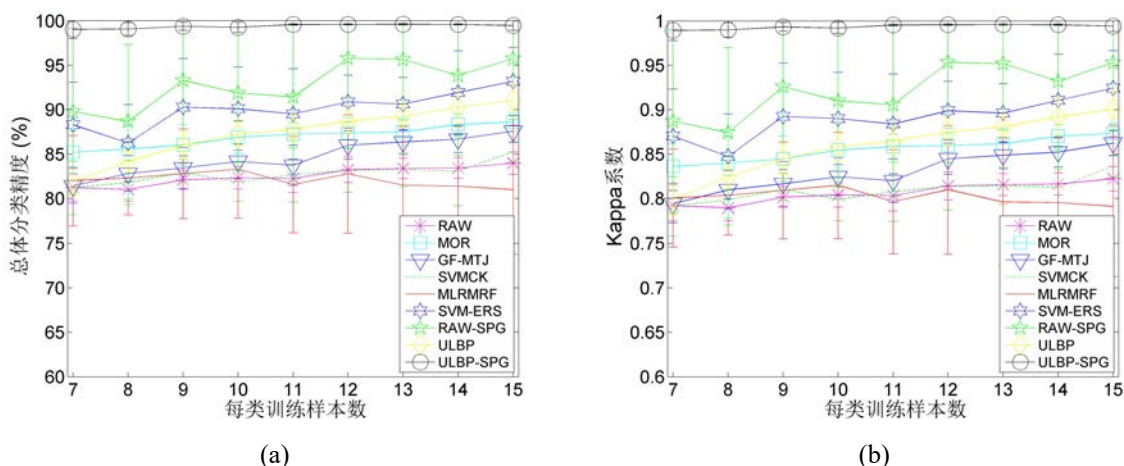 100
95
90
85
80
75
70
65
60
总体分类精度 (%)
RAW
MOR
GF-MTJ
SVMCK
MLRMRF
SVM-ERS
RAW-SPG
ULBP
ULBP-SPG
7 8 9 10 11 12 13 14 15
每类训练样本数
(a)
1
0.95
0.9
0.85
0.8
0.75
0.7
0.65
0.6
Kappa系数
RAW
MOR
GF-MTJ
SVMCK
MLRMRF
SVM-ERS
RAW-SPG
ULBP
ULBP-SPG
7 8 9 10 11 12 13 14 15
每类训练样本数
(b)